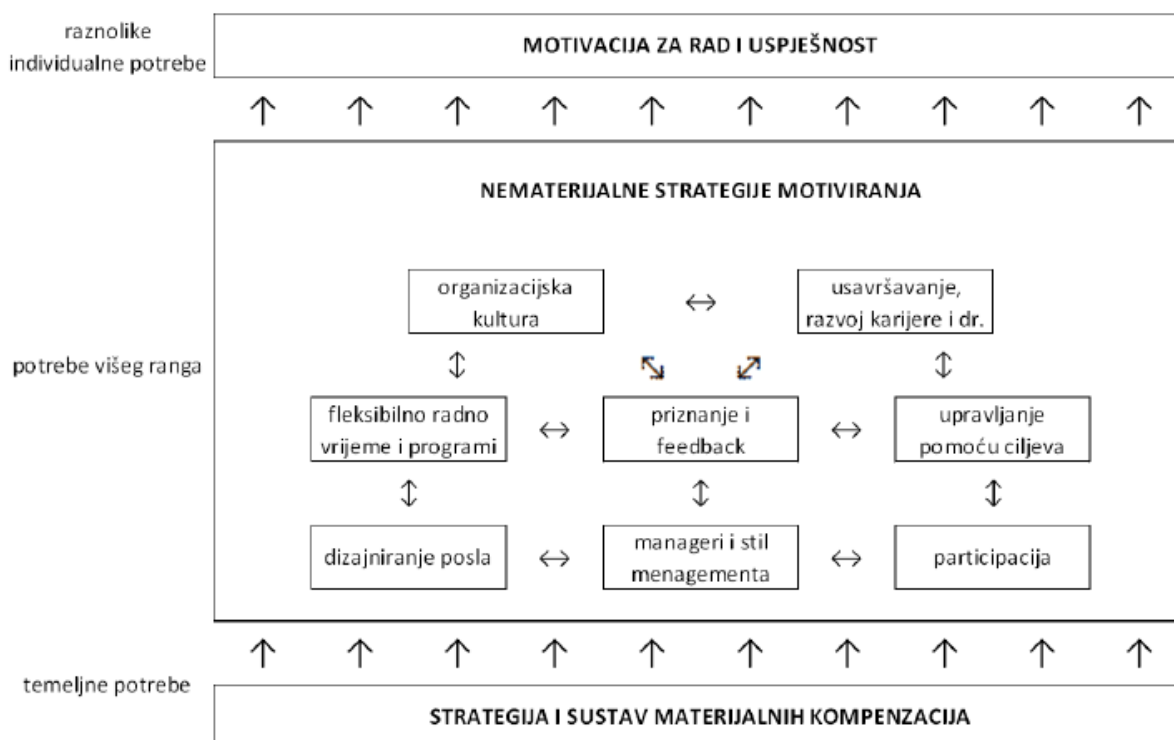 raznolike
individualne potrebe
MOTIVACIJA ZA RAD I USPJEŠNOST
NEMATERIJALNE STRATEGIJE MOTIVIRANJA
organizacijska
kultura
usavršavanje,
razvoj karijere i dr.
potrebe višeg ranga
fleksibilno radno
vrijeme i programi
priznanje i
feedback
upravljanje
pomoću ciljeva
dizajniranje posla
manageri i stil
menagementa
participacija
temeljne potrebe
STRATEGIJA I SUSTAV MATERIJALNIH KOMPENZACIJA